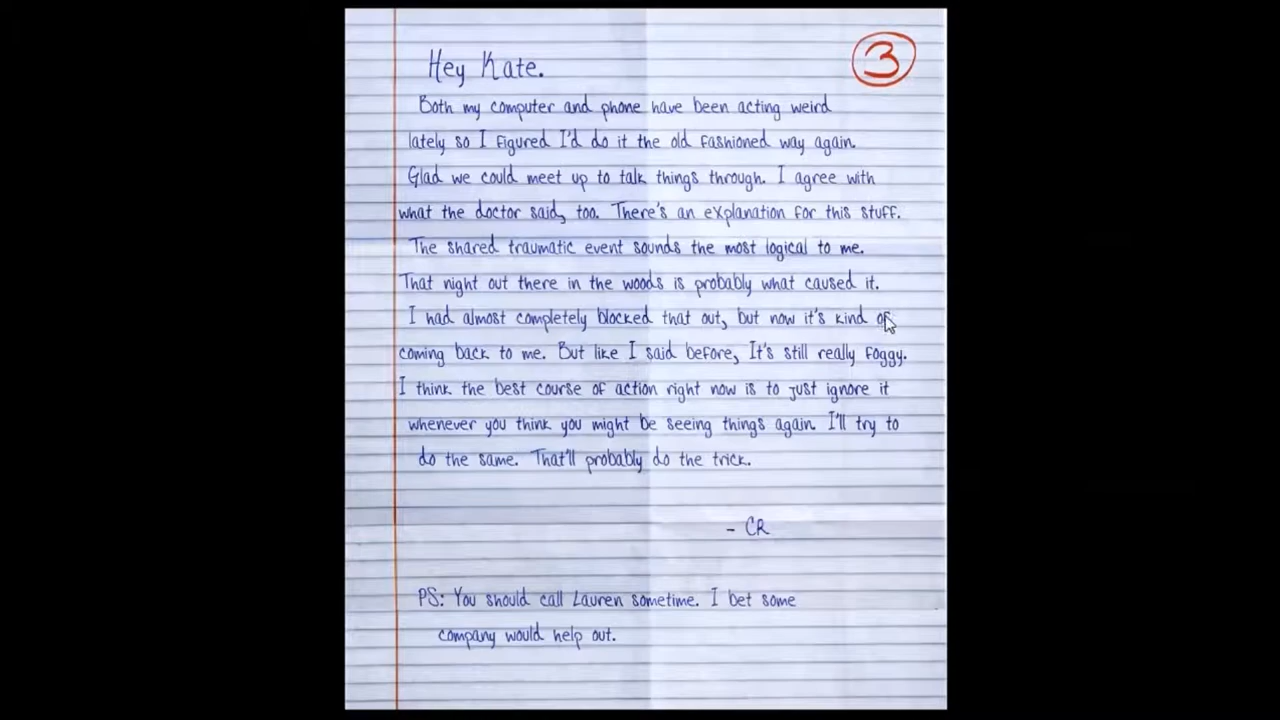 3
Hey Kate.
Both my computer and phone have been acting weird
lately so I figured I'd do it the old fashioned way again.
Glad we could meet up to talk things through. I agree with
what the doctor said, too. There's an explanation for this stuff.
The shared traumatic event sounds the most logical to me.
That night out there in the woods is probably what caused it.
I had almost completely blocked that out, but now it's kind of
coming back to me. But like I said before, It's still really foggy.
I think the best course of action right now is to just ignore it
whenever you think you might be seeing things again. I'll try to
do the same. That'll probably do the trick.
- CR
PS: You should call Lauren sometime. I bet some
company would help out.